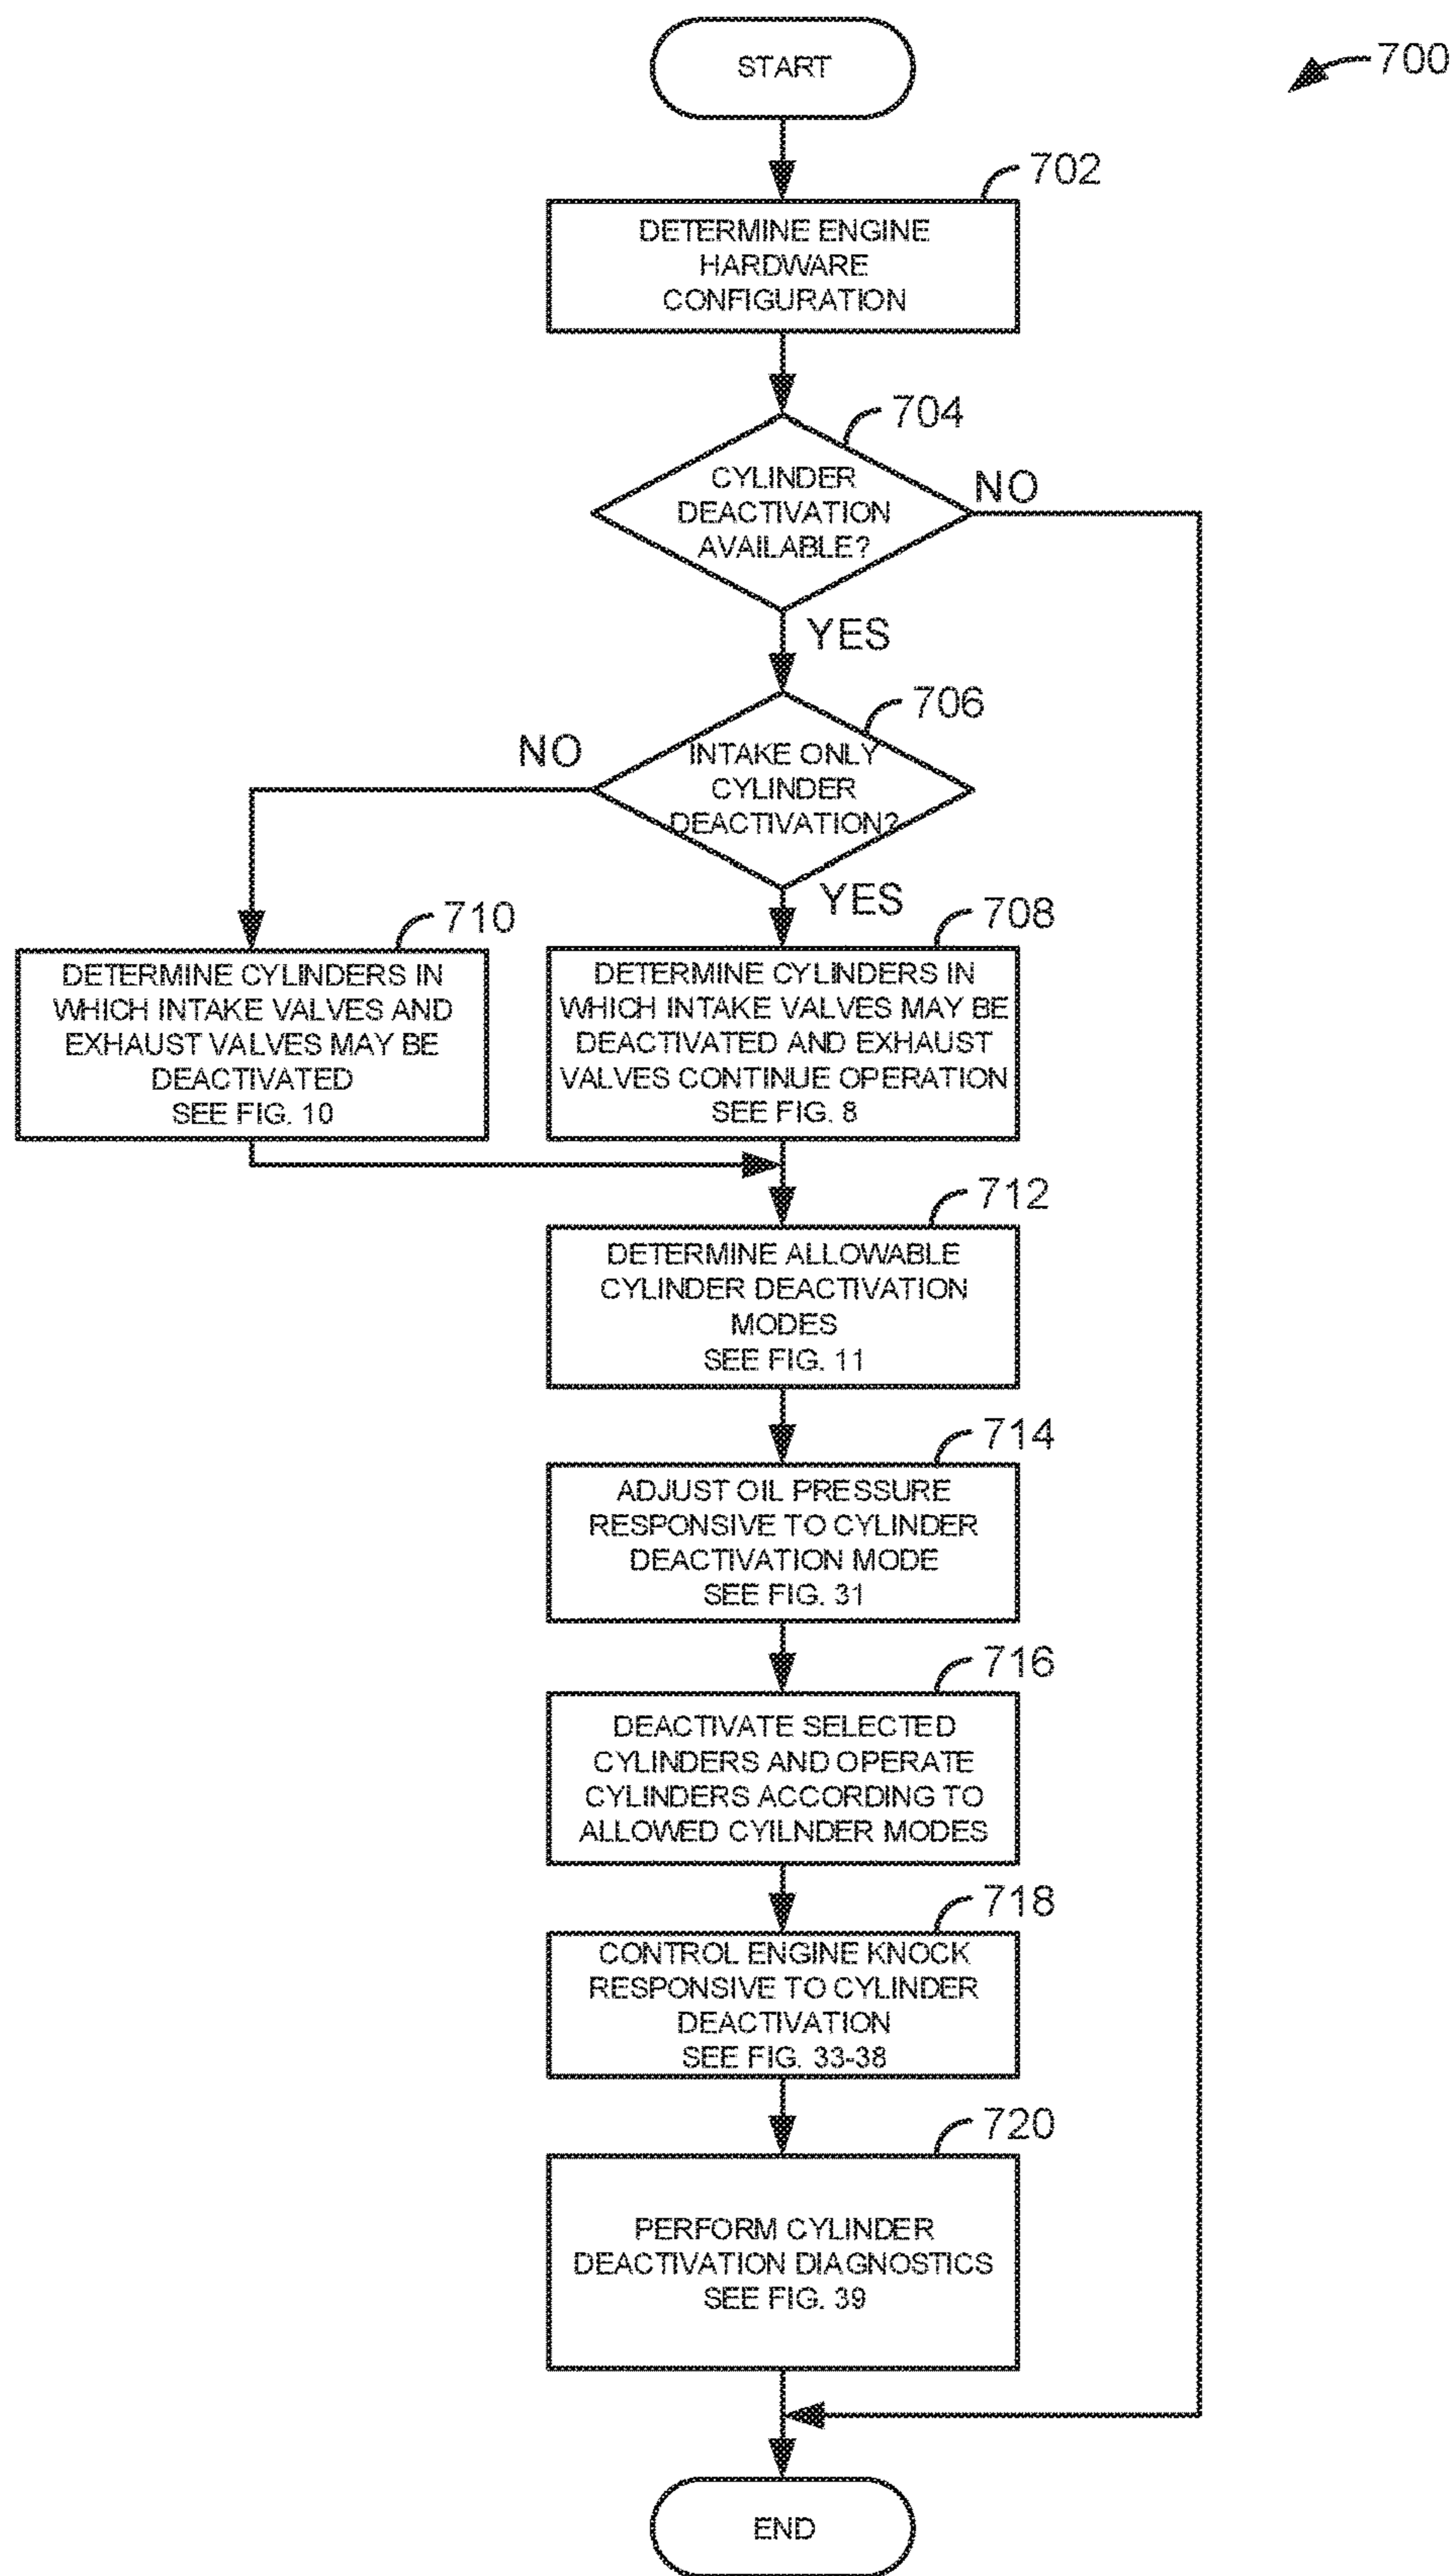 START
700
702
DETERMINE ENGINE
HARDWARE
CONFIGURATION
704
CYLINDER
DEACTIVATION
AVAILABLE?
NO
YES
706
INTAKE ONLY
CYLINDER
DEACTIVATION?
NO
YES
710
DETERMINE CYLINDERS IN
WHICH INTAKE VALVES AND
EXHAUST VALVES MAY BE
DEACTIVATED
SEE FIG. 10
708
DETERMINE CYLINDERS IN
WHICH INTAKE VALVES MAY BE
DEACTIVATED AND EXHAUST
VALVES CONTINUE OPERATION
SEE FIG. 8
712
DETERMINE ALLOWABLE
CYLINDER DEACTIVATION
MODES
SEE FIG. 11
714
ADJUST OIL PRESSURE
RESPONSIVE TO CYLINDER
DEACTIVATION MODE
SEE FIG. 31
716
DEACTIVATE SELECTED
CYLINDERS AND OPERATE
CYLINDERS ACCORDING TO
ALLOWED CYILNDER MODES
718
CONTROL ENGINE KNOCK
RESPONSIVE TO CYLINDER
DEACTIVATION
SEE FIG. 33-38
720
PERFORM CYLINDER
DEACTIVATION DIAGNOSTICS
SEE FIG. 39
END